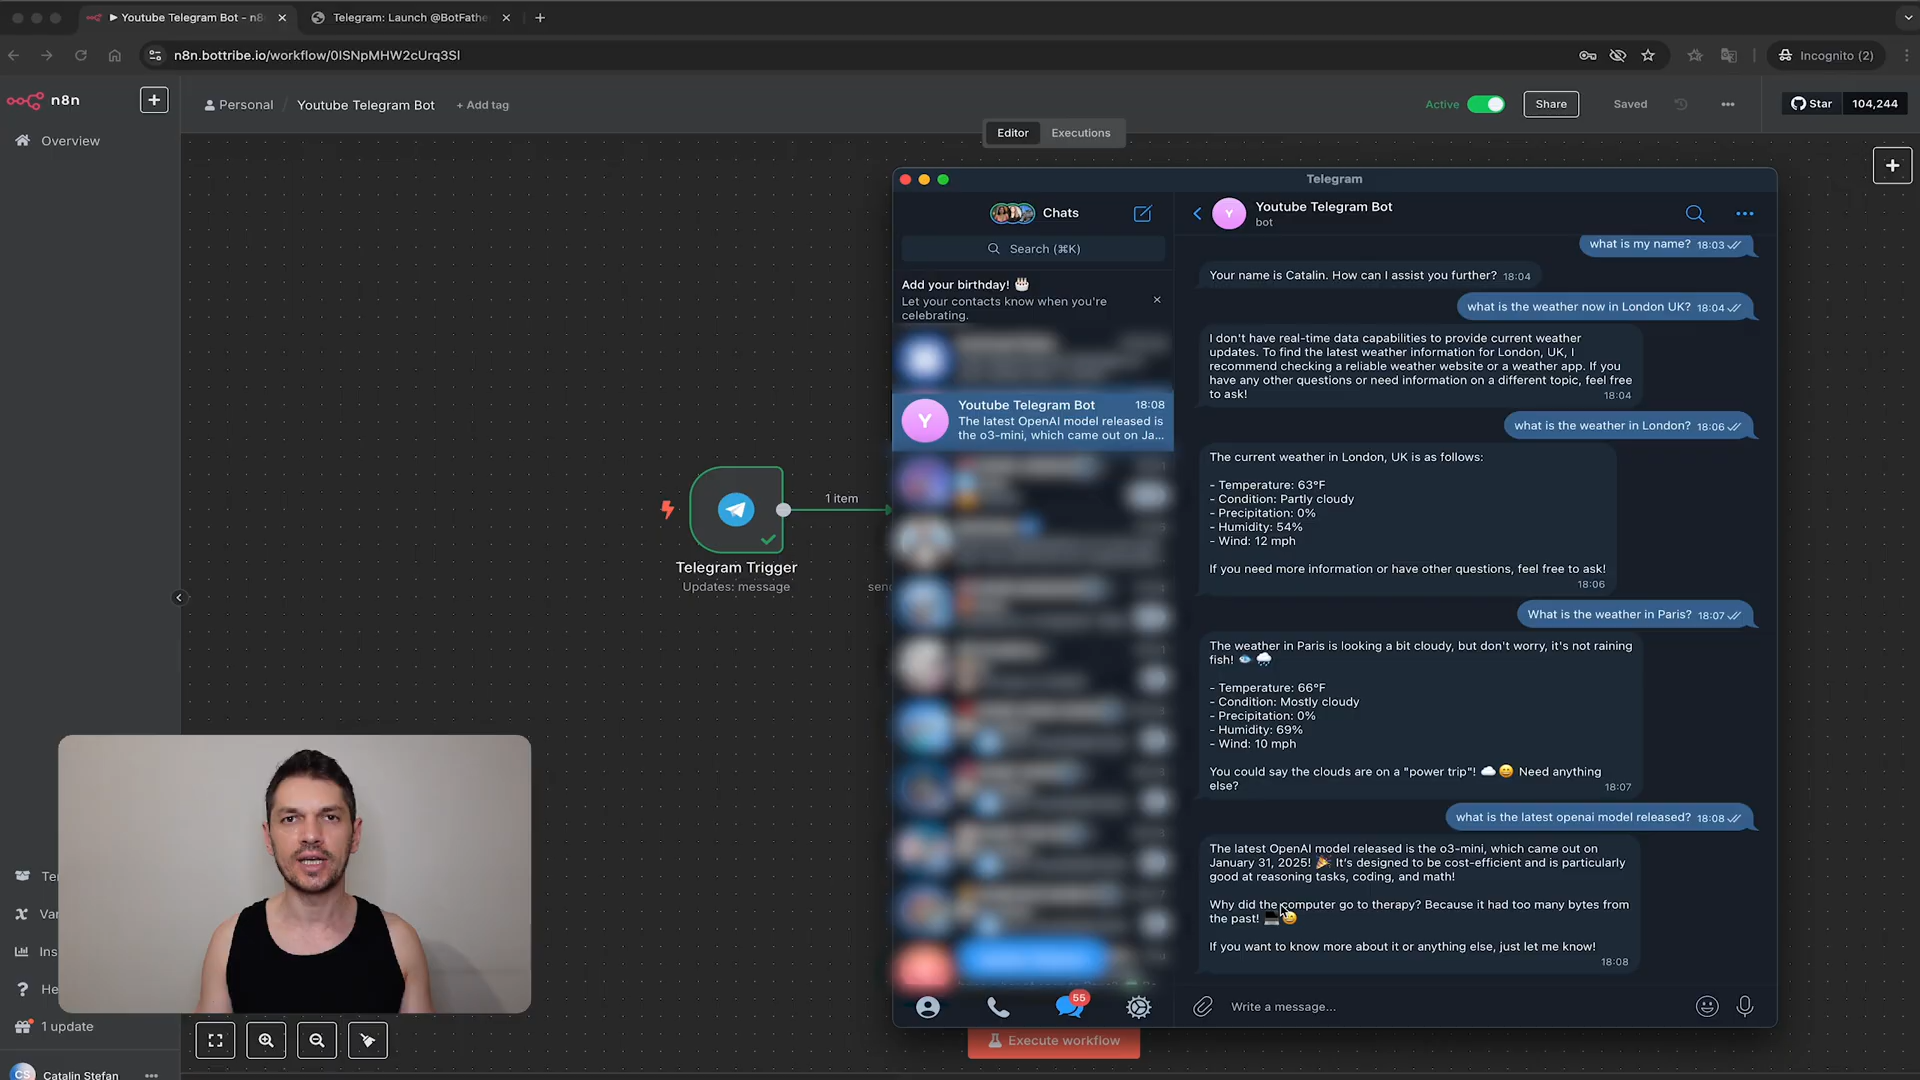 Youtube Telegram Bot - n8
Telegram: Launch @BotFathe
n8n.bottribe.io/workflow/0ISNpMHW2cUrq3SI
Incognito (2)
n8n
Personal
/
Youtube Telegram Bot
+ Add tag
Active
Share
Saved
Star
104,244
Overview
Editor
Executions
Telegram
Chats
Search (⌘K)
Add your birthday! 🎂
Let your contacts know when you're
celebrating.
Youtube Telegram Bot
18:08
The latest OpenAI model released is
the o3-mini, which came out on Ja...
55
Y
Y
Youtube Telegram Bot
bot
what is my name? 18:03
Your name is Catalin. How can I assist you further? 18:04
what is the weather now in London UK? 18:04
I don't have real-time data capabilities to provide current weather
updates. To find the latest weather information for London, UK, I
recommend checking a reliable weather website or a weather app. If you
have any other questions or need information on a different topic, feel free
to ask!
18:04
what is the weather in London? 18:06
The current weather in London, UK is as follows:
- Temperature: 63°F
- Condition: Partly cloudy
- Precipitation: 0%
- Humidity: 54%
- Wind: 12 mph
If you need more information or have other questions, feel free to ask!
18:06
What is the weather in Paris? 18:07
The weather in Paris is looking a bit cloudy, but don't worry, it's not raining
fish! 🐟 🌧️
- Temperature: 66°F
- Condition: Mostly cloudy
- Precipitation: 0%
- Humidity: 69%
- Wind: 10 mph
You could say the clouds are on a "power trip"! ☁️ 😄 Need anything
else?
18:07
what is the latest openai model released? 18:08
The latest OpenAI model released is the o3-mini, which came out on
January 31, 2025! 🎉 It's designed to be cost-efficient and is particularly
good at reasoning tasks, coding, and math!
Why did the computer go to therapy? Because it had too many bytes from
the past! 💻 😉
If you want to know more about it or anything else, just let me know!
18:08
Write a message...
1 item
Telegram Trigger
Updates: message
sen
Te
Var
Ins
He
1 update
CS
Catalin Stefan
Execute workflow